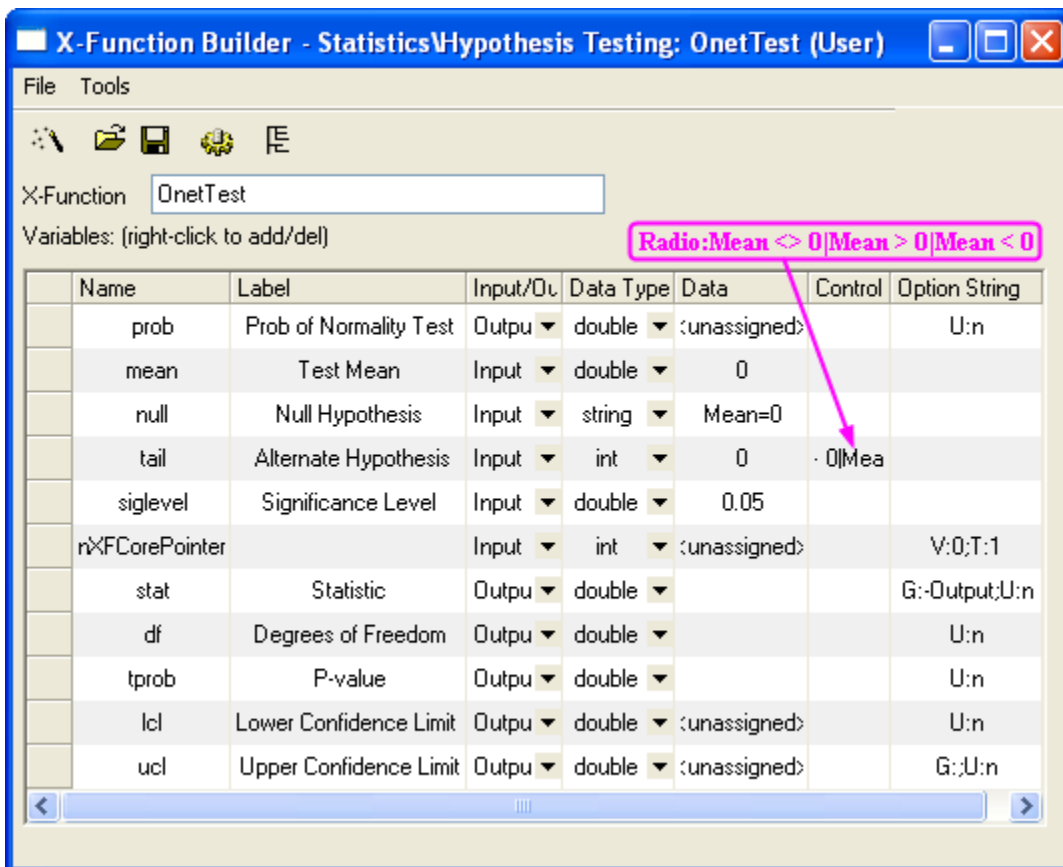 X-Function Builder - Statistics\Hypothesis Testing: OnetTest (User)
File Tools
X-Function OnetTest
Variables: (right-click to add/del)
Radio:Mean <> 0|Mean > 0|Mean < 0
Name Label Input/Ou Data Type Data Control Option String
prob Prob of Normality Test Outpu double <unassigned> U:n
mean Test Mean Input double 0
null Null Hypothesis Input string Mean=0
tail Alternate Hypothesis Input int 0 · 0|Mea
siglevel Significance Level Input double 0.05
nXFCorePointer Input int <unassigned> V:0;T:1
stat Statistic Outpu double G:-Output;U:n
df Degrees of Freedom Outpu double U:n
tprob P-value Outpu double U:n
lcl Lower Confidence Limit Outpu double <unassigned> U:n
ucl Upper Confidence Limit Outpu double <unassigned> G:;U:n